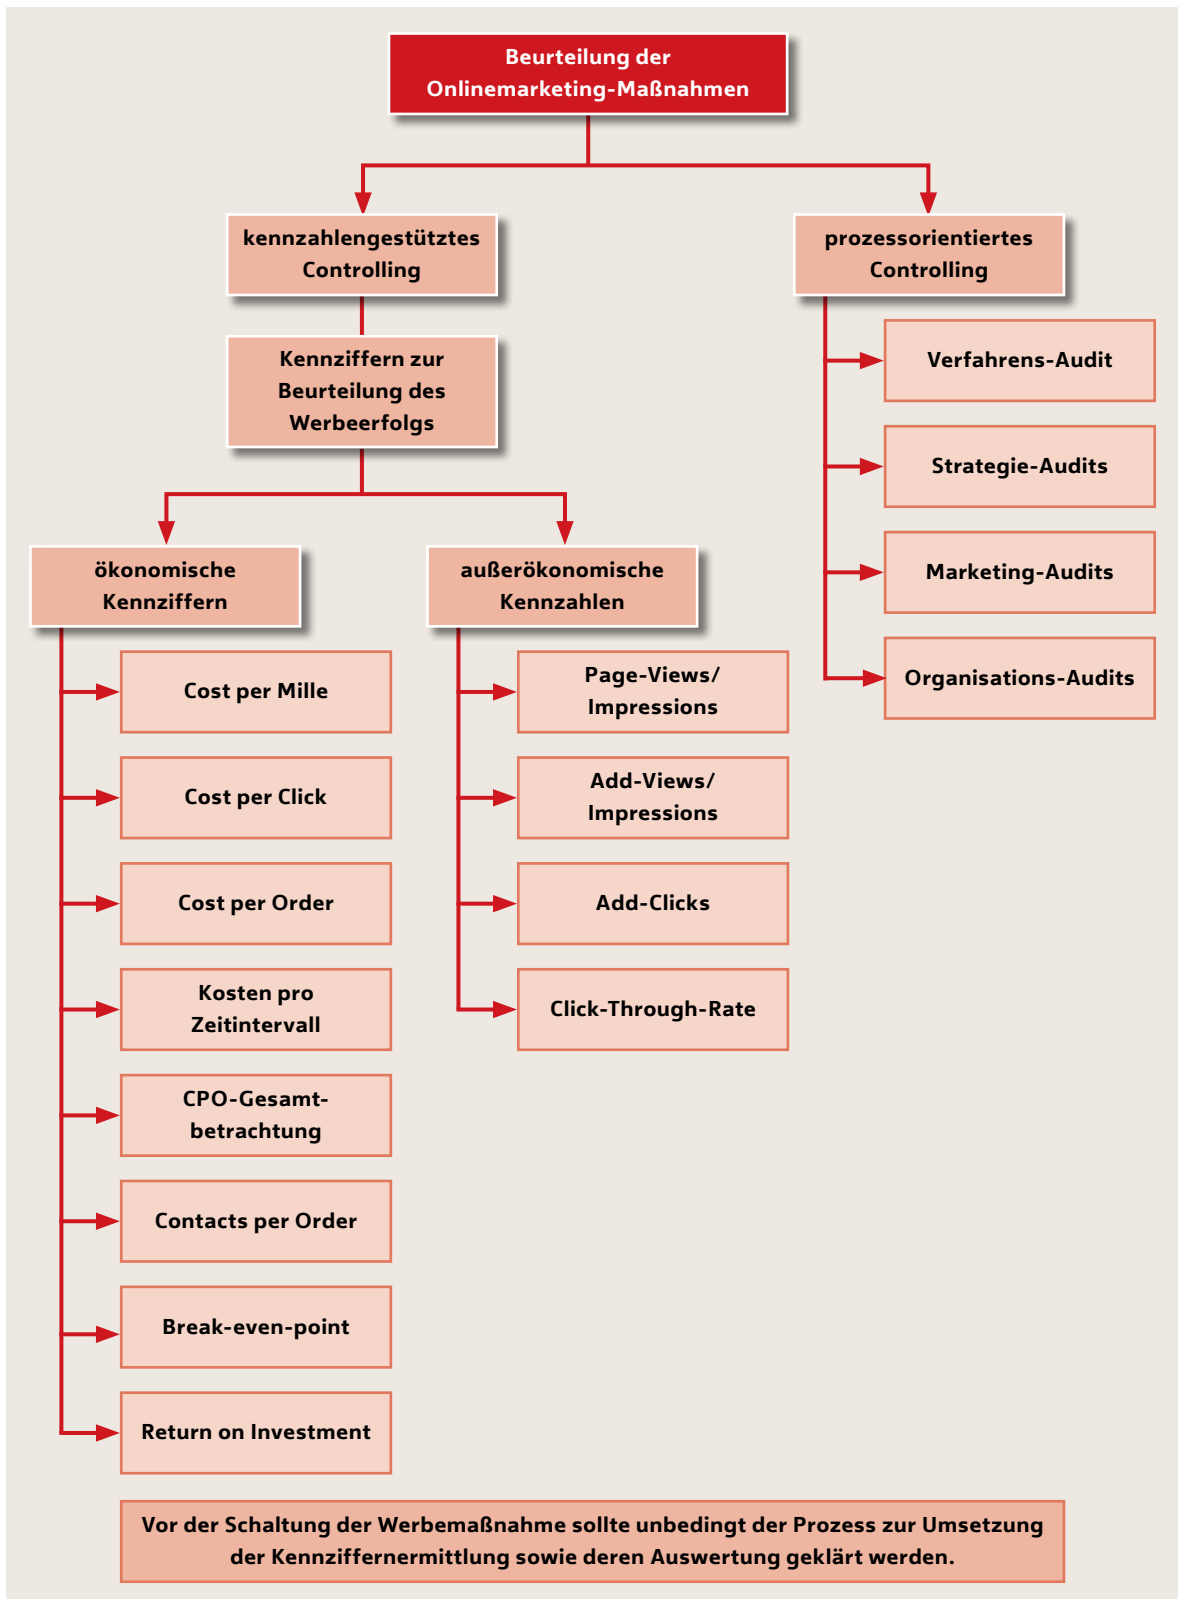 Beurteilung der
Onlinemarketing-Maßnahmen
kennzahlengestütztes
Controlling
Kennziffern zur
Beurteilung des
Werbeerfolgs
ökonomische
Kennziffern
Cost per Mille
Cost per Click
Cost per Order
Kosten pro
Zeitintervall
CPO-Gesamt-
betrachtung
Contacts per Order
Break-even-point
Return on Investment
außerökonomische
Kennzahlen
Page-Views/
Impressions
Add-Views/
Impressions
Add-Clicks
Click-Through-Rate
prozessorientiertes
Controlling
Verfahrens-Audit
Strategie-Audits
Marketing-Audits
Organisations-Audits
Vor der Schaltung der Werbemaßnahme sollte unbedingt der Prozess zur Umsetzung
der Kennziffernermittlung sowie deren Auswertung geklärt werden.